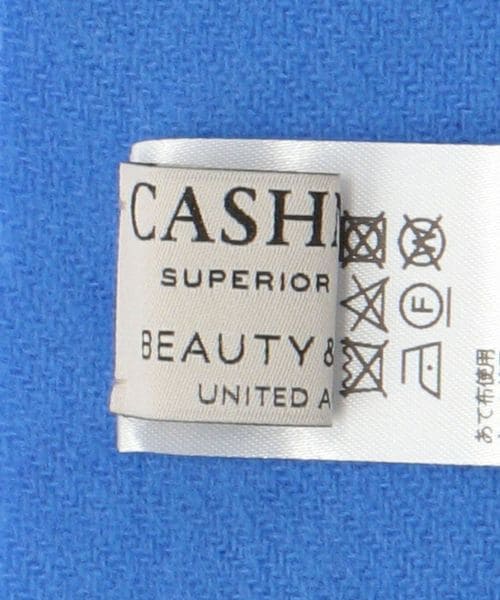 CASH
SUPERIOR
BEAUTY &
UNITED A
W
F
あて布使用